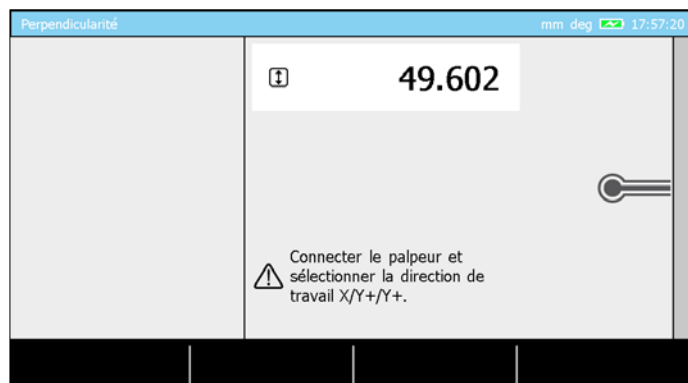 Perpendicularité mm deg 17:57:20
49.602
Connecter le palpeur et
sélectionner la direction de
travail X/Y+/Y+.